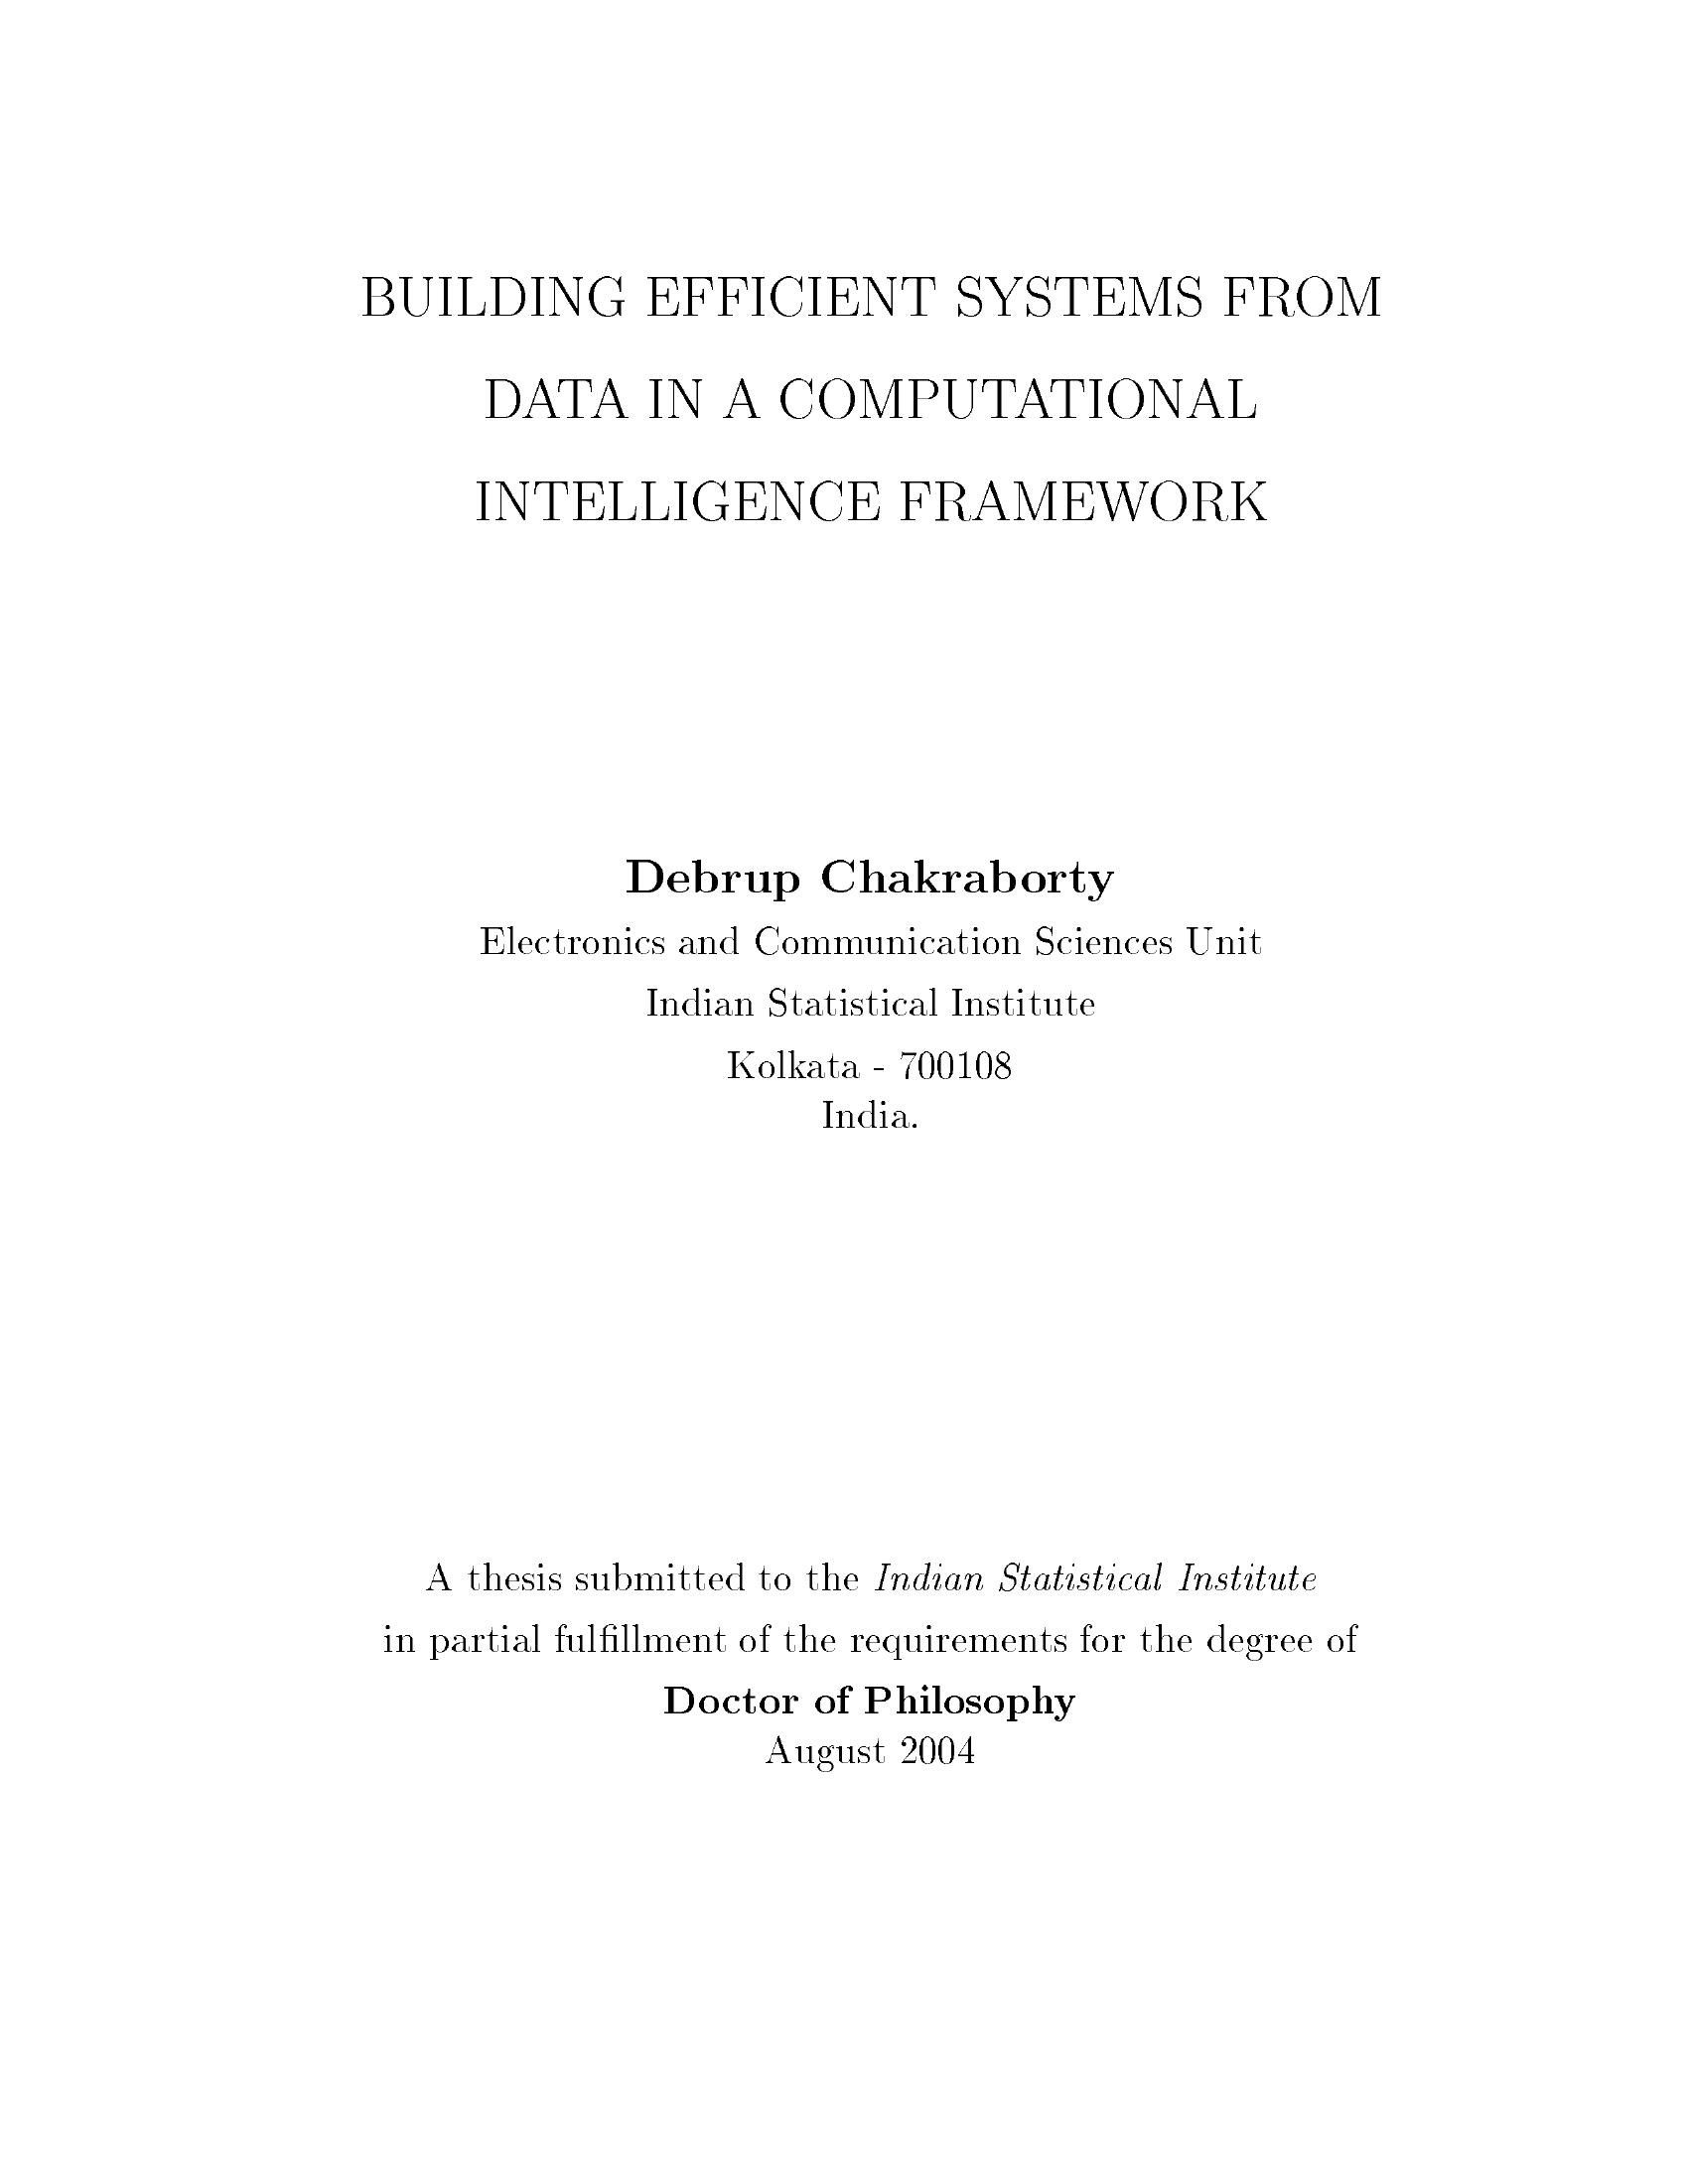 BUILDING EFFICIENT SYSTEMS FROM
DATA IN A COMPUTATIONAL
INTELLIGENCE FRAMEWORK
Debrup Chakraborty
Electronics and Communication Sciences Unit
Indian Statistical Institute
Kolkata - 700108
India.
A thesis submitted to the Indian Statistical Institute
in partial fulfillment of the requirements for the degree of
Doctor of Philosophy
August 2004